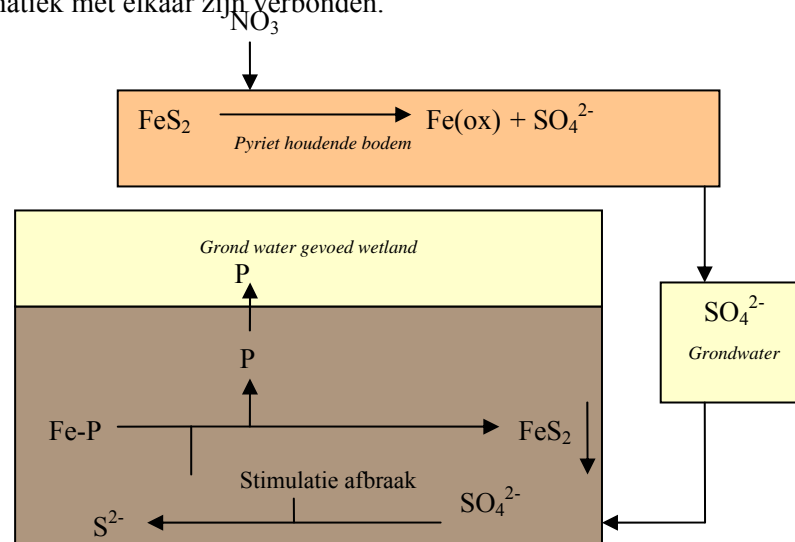 natiek met elkaar zijn verbonden.
NO₃
FeS₂ Fe(ox) + SO₄²⁻
Pyriet houdende bodem
Grond water gevoed wetland
P
SO₄²⁻
Grondwater
P
Fe-P FeS₂
Stimulatie afbraak
SO₄²⁻
S²⁻